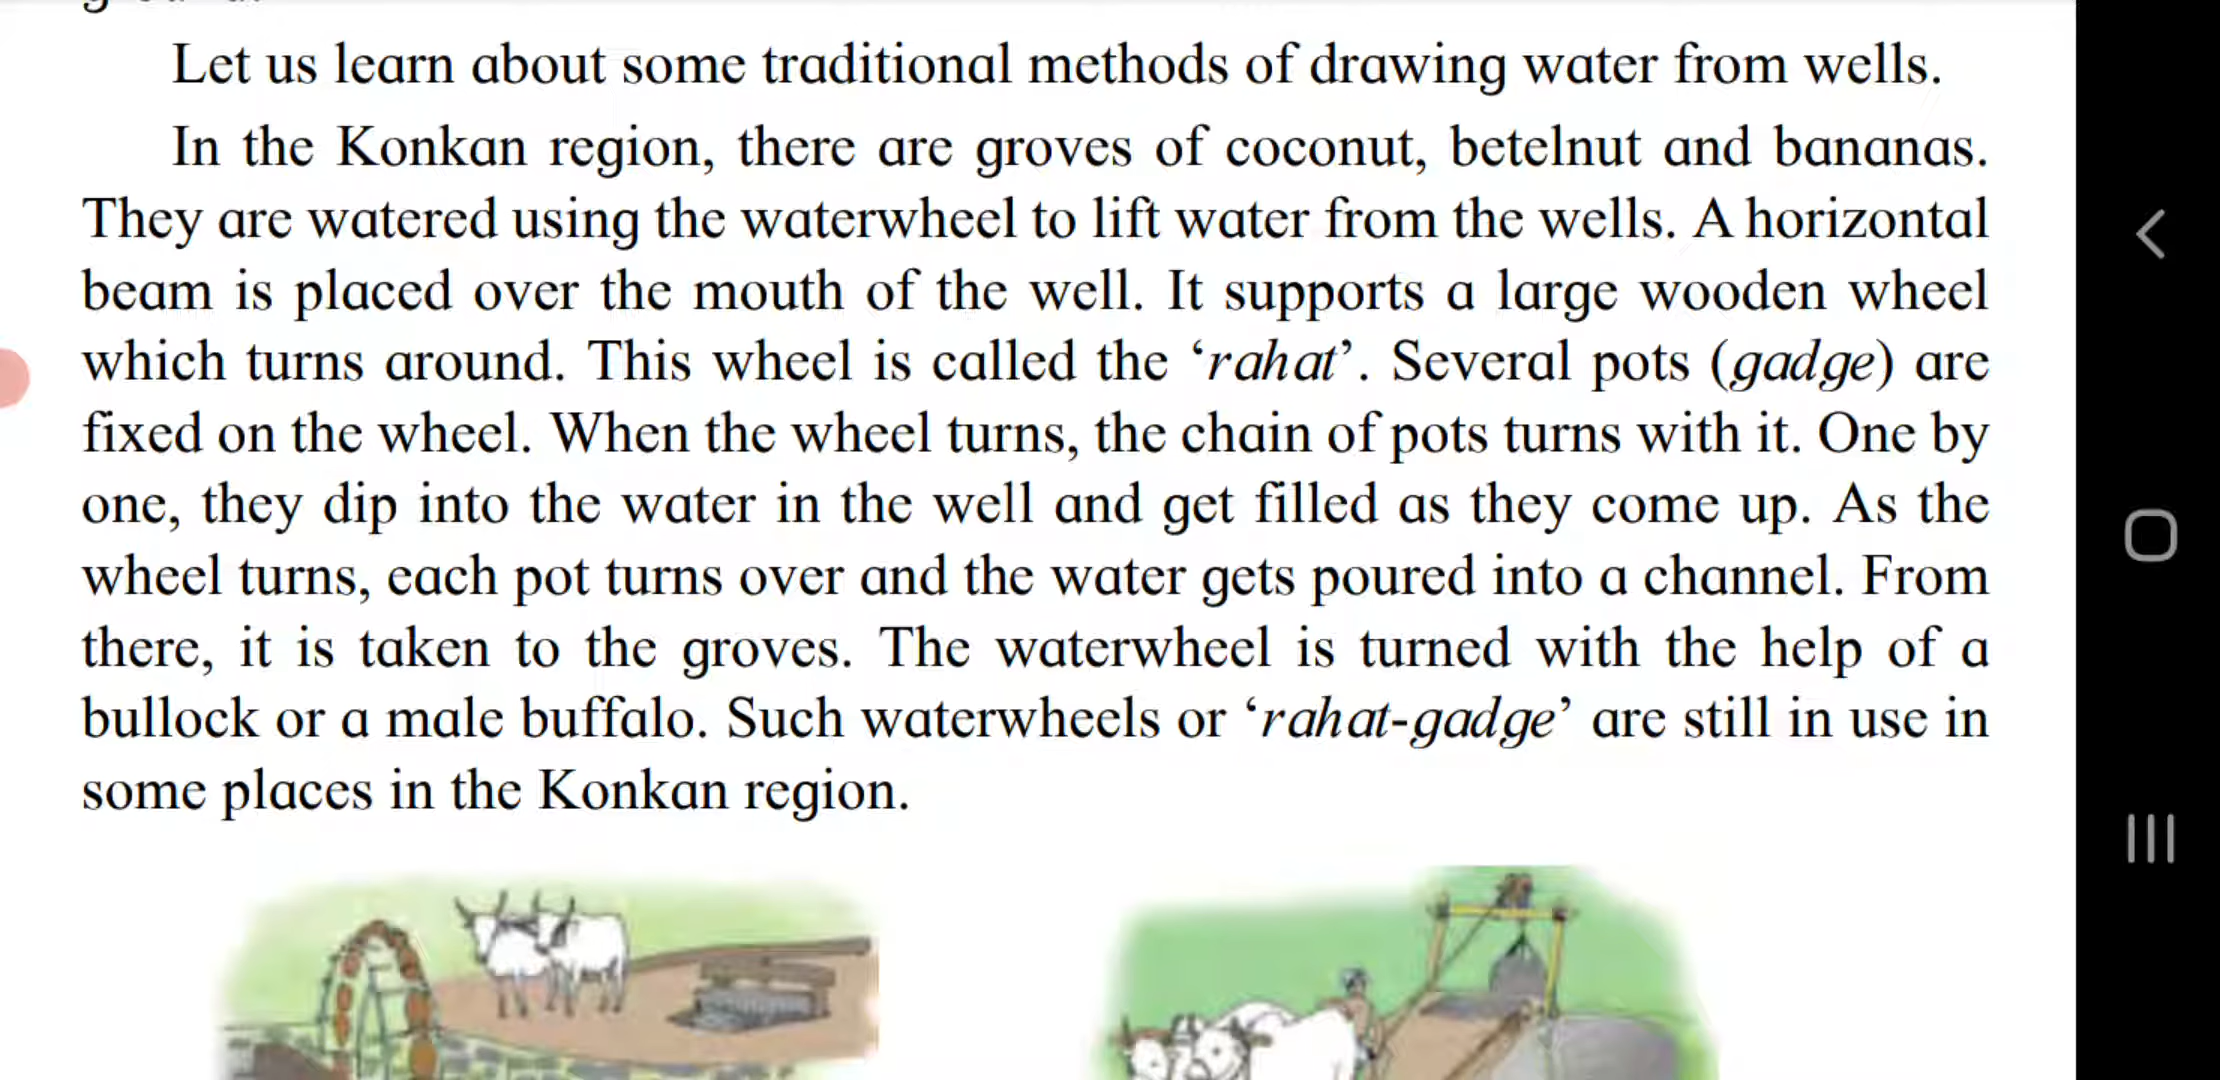 Let us learn about some traditional methods of drawing water from wells.
In the Konkan region, there are groves of coconut, betelnut and bananas.
They are watered using the waterwheel to lift water from the wells. A horizontal
beam is placed over the mouth of the well. It supports a large wooden wheel
which turns around. This wheel is called the ‘rahat’. Several pots (gadge) are
fixed on the wheel. When the wheel turns, the chain of pots turns with it. One by
one, they dip into the water in the well and get filled as they come up. As the
wheel turns, each pot turns over and the water gets poured into a channel. From
there, it is taken to the groves. The waterwheel is turned with the help of a
bullock or a male buffalo. Such waterwheels or ‘rahat-gadge’ are still in use in
some places in the Konkan region.